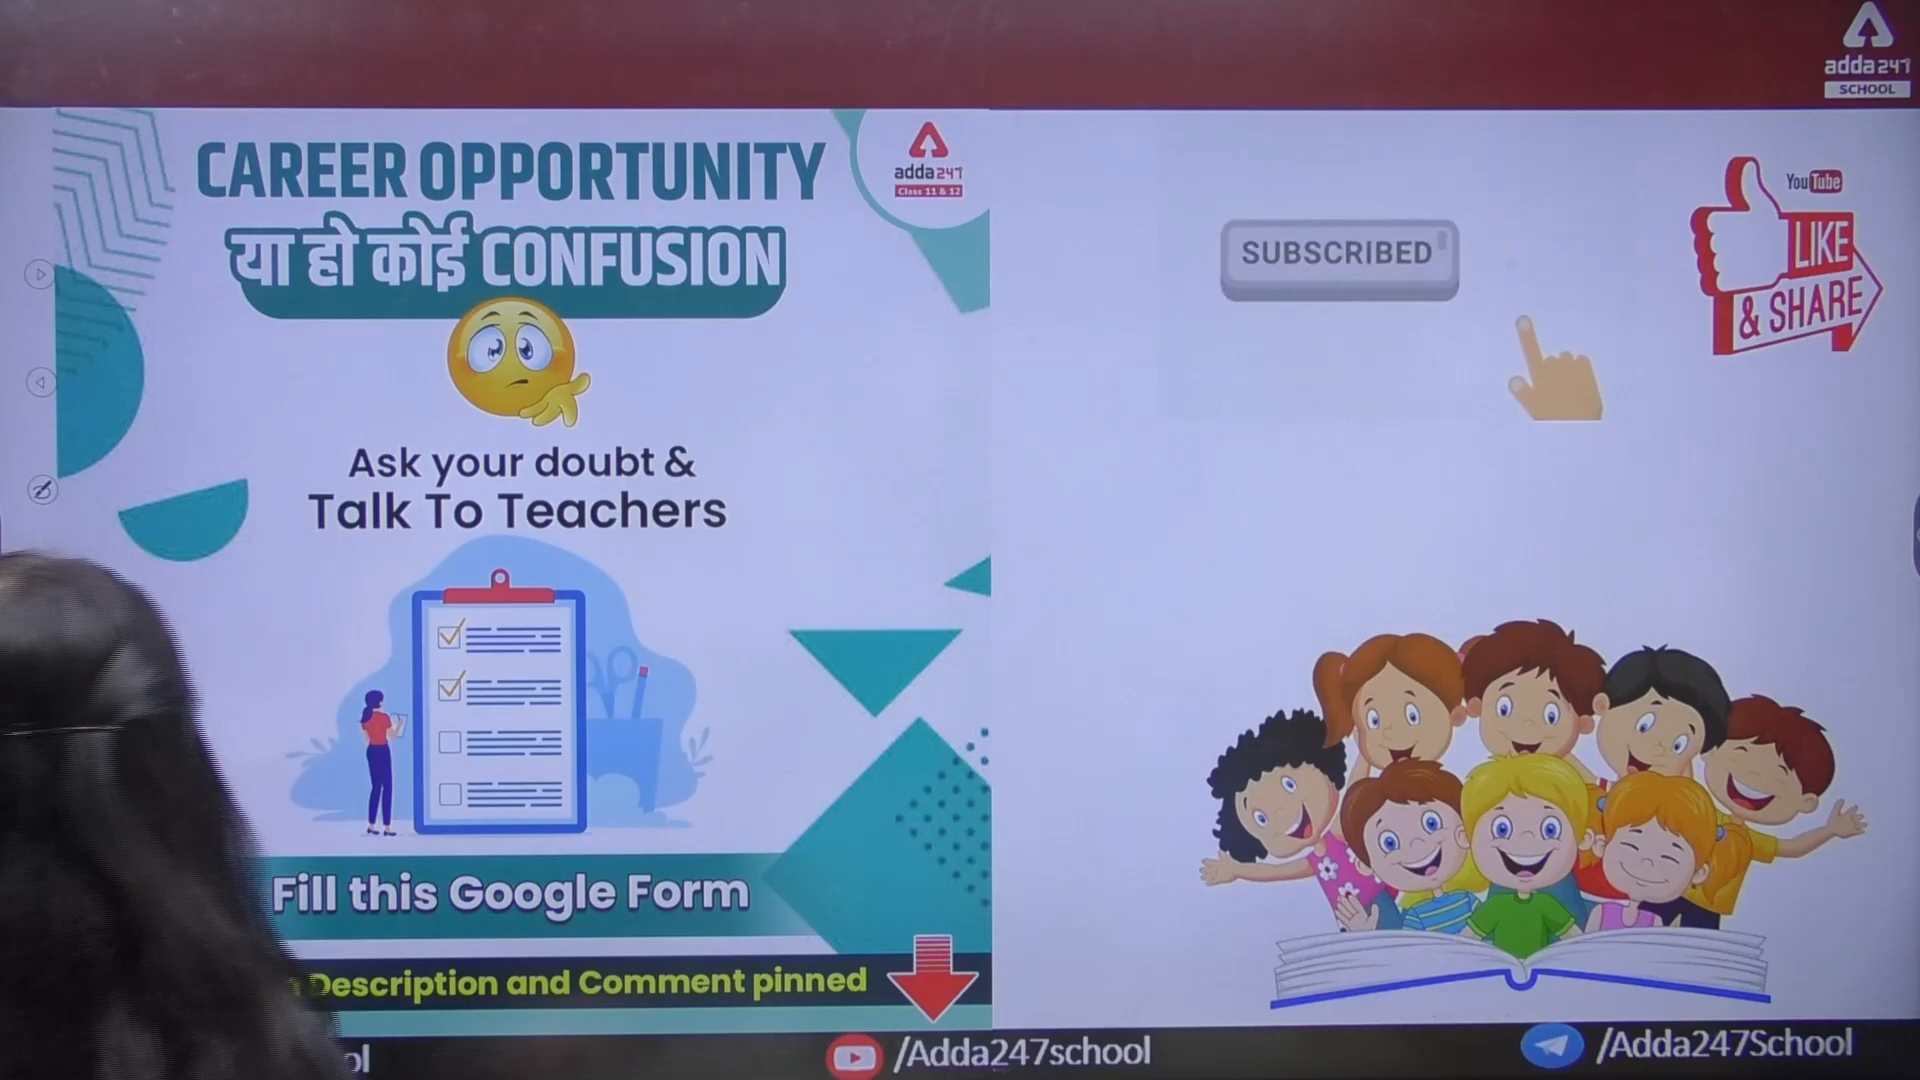 adda247
SCHOOL
CAREER OPPORTUNITY
या हो कोई CONFUSION
adda247
Class 11 & 12
Ask your doubt &
Talk To Teachers
Fill this Google Form
Description and Comment pinned
SUBSCRIBED
YouTube
LIKE
& SHARE
/Adda247school
/Adda247School